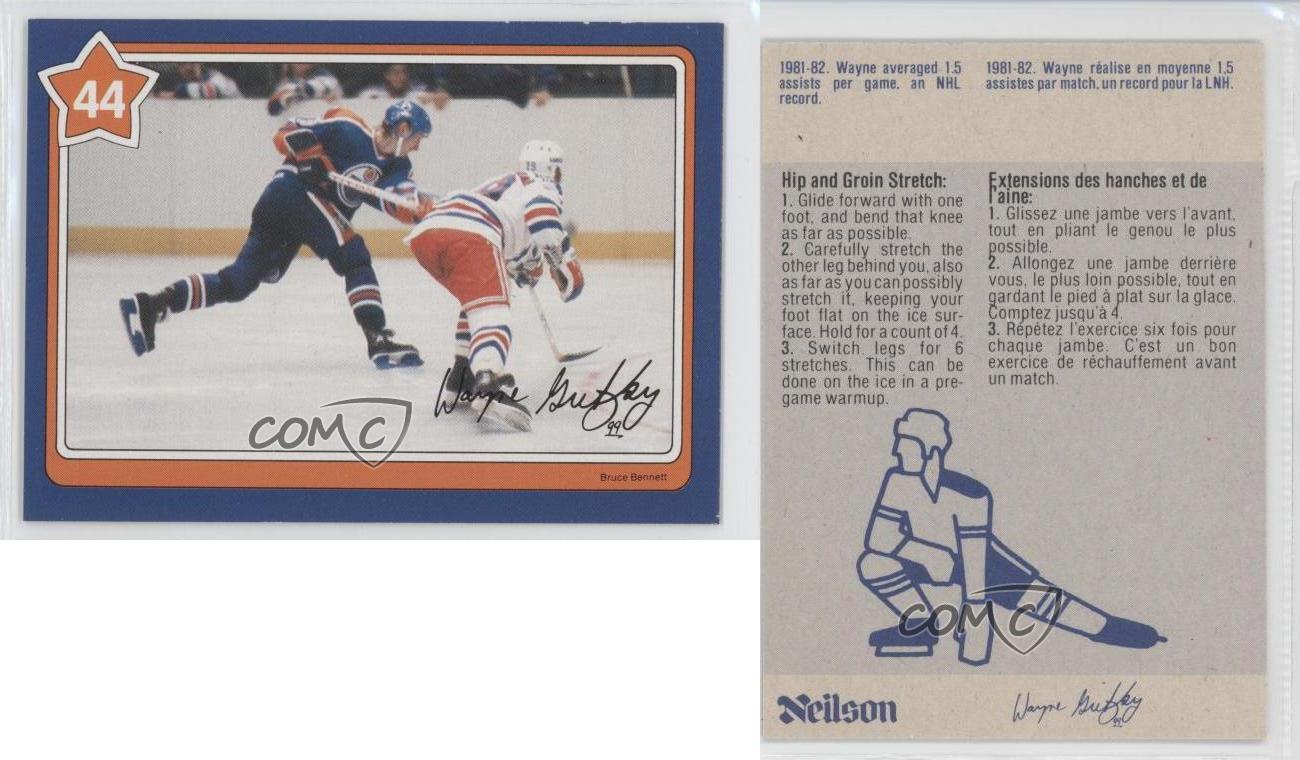 44
Wayne Gretzky
99
Bruce Bennett
COMC
1981-82. Wayne averaged 1.5
assists per game, an NHL
record.
1981-82. Wayne réalise en moyenne 1,5
assistes par match, un record pour la LNH.
Hip and Groin Stretch:
1. Glide forward with one
foot, and bend that knee
as far as possible.
2. Carefully stretch the
other leg behind you, also
as far as you can possibly
stretch it, keeping your
foot flat on the ice sur-
face. Hold for a count of 4.
3. Switch legs for 6
stretches. This can be
done on the ice in a pre-
game warmup.
Extensions des hanches et de
l'aine:
1. Glissez une jambe vers l'avant,
tout en pliant le genou le plus
possible.
2. Allongez une jambe derrière
vous, le plus loin possible, tout en
gardant le pied à plat sur la glace.
Comptez jusqu'à 4.
3. Répétez l'exercice six fois pour
chaque jambe. C'est un bon
exercice de réchauffement avant
un match.
COMC
Neilson
Wayne Gretzky
99